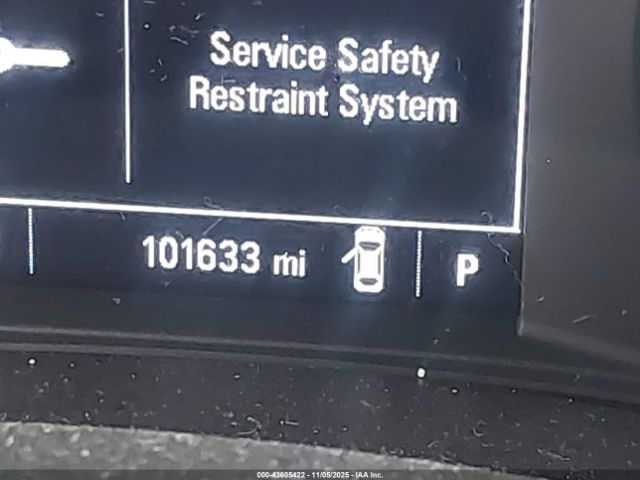 Service Safety
Restraint System
101633 mi
P
000-43605422 - 11/05/2025 - IAA Inc.